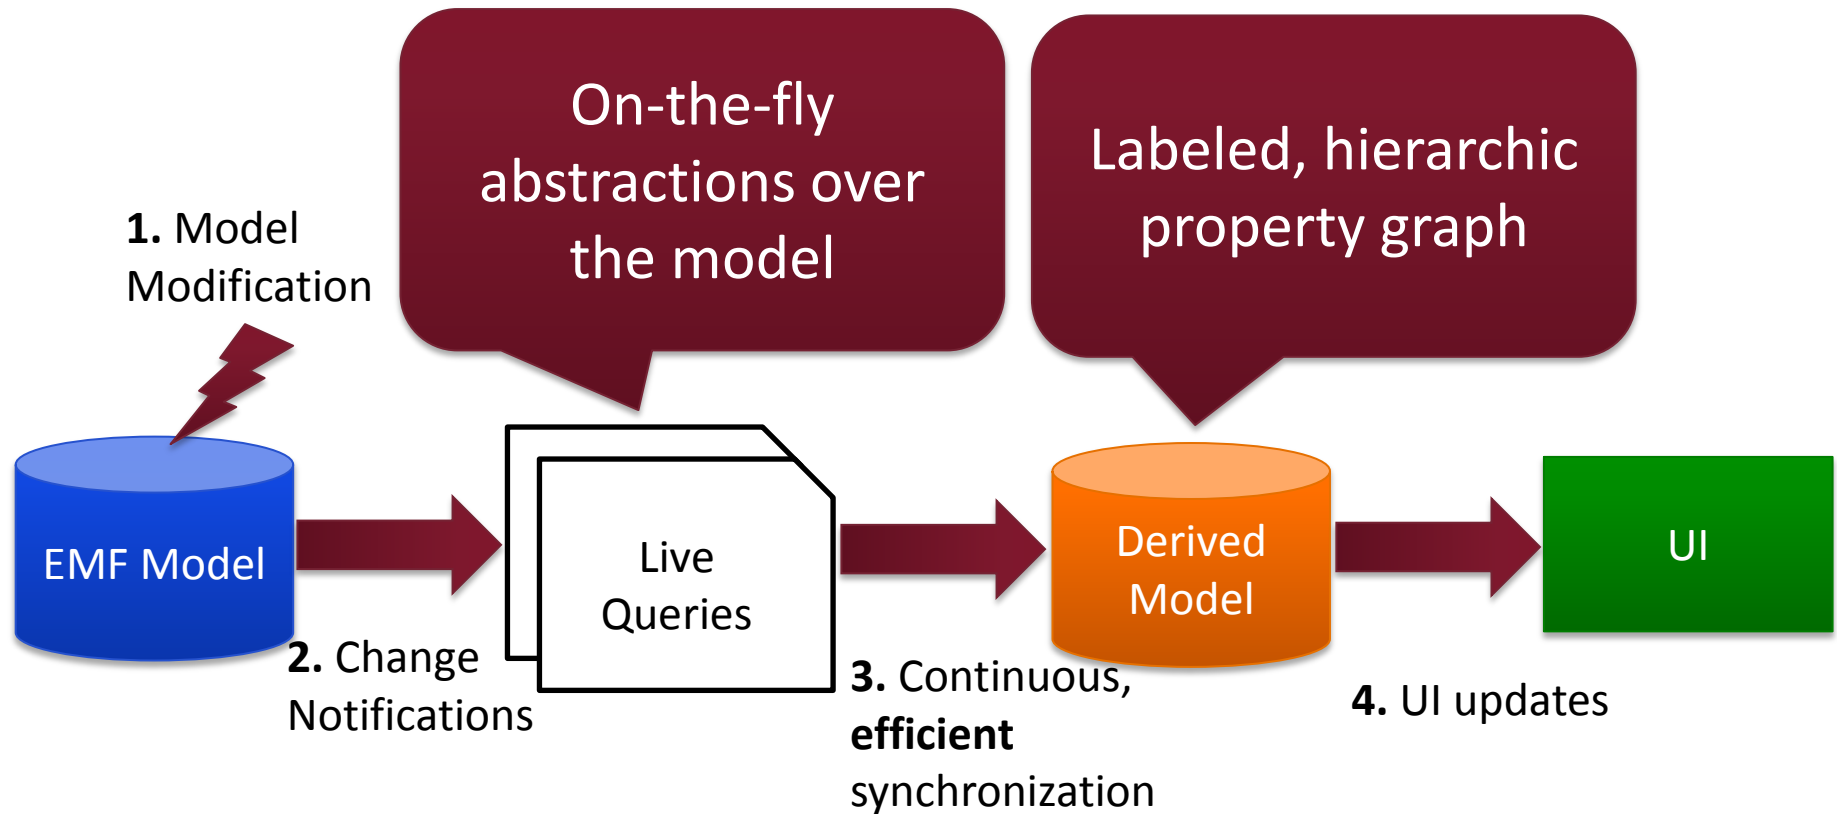 On-the-fly
abstractions over
the model
Labeled, hierarchic
property graph
1. Model
Modification
EMF Model
Live
Queries
Derived
Model
UI
2. Change
Notifications
3. Continuous,
efficient
synchronization
4. UI updates